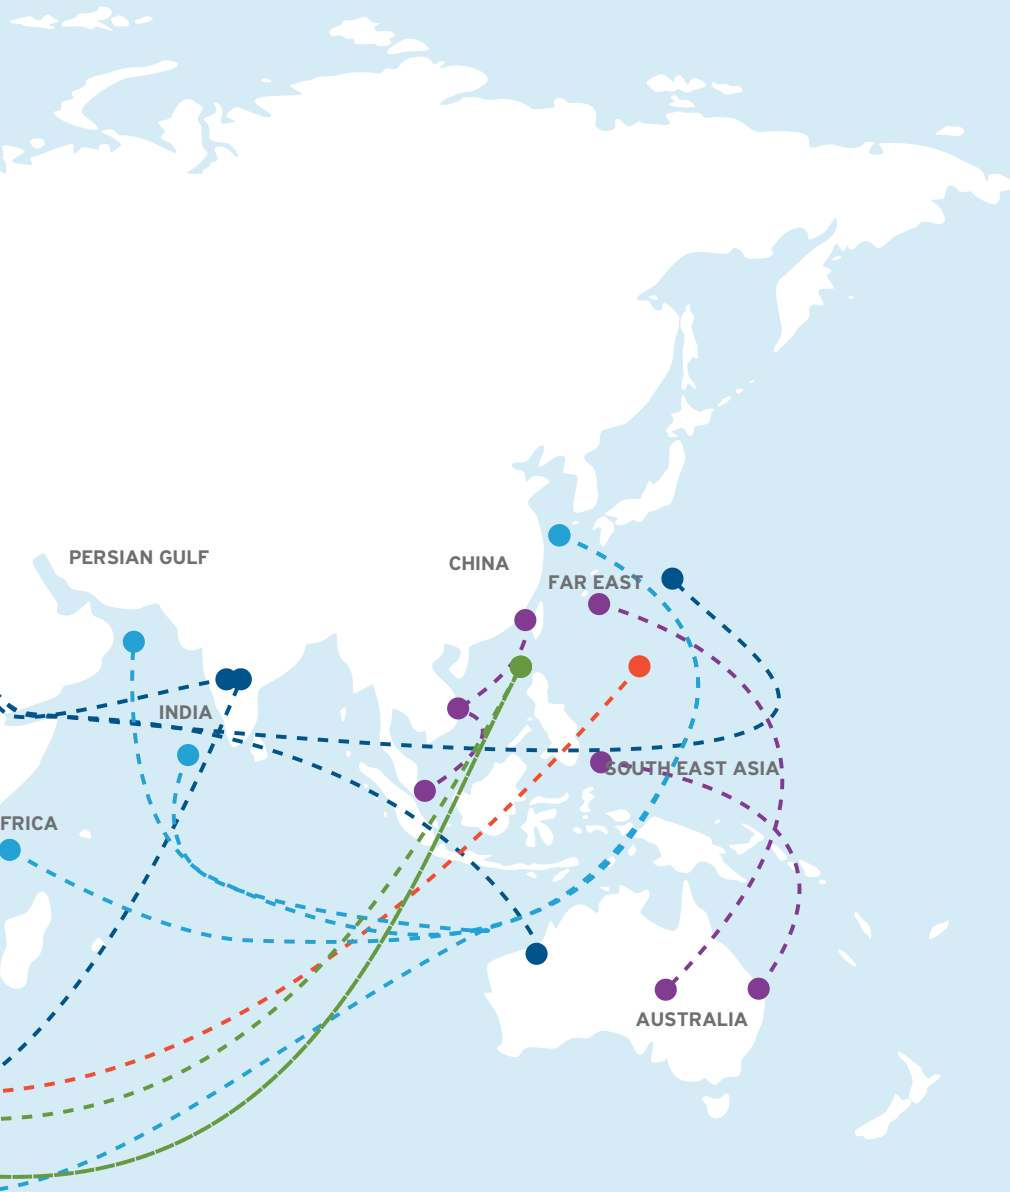 PERSIAN GULF
CHINA
FAR EAST
INDIA
SOUTH EAST ASIA
FRICA
AUSTRALIA